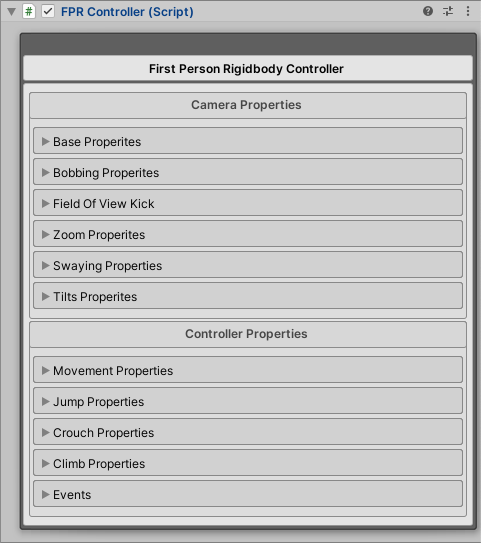 # FPR Controller (Script)
First Person Rigidbody Controller
Camera Properties
Base Properites
Bobbing Properites
Field Of View Kick
Zoom Properites
Swaying Properties
Tilts Properites
Controller Properties
Movement Properties
Jump Properties
Crouch Properties
Climb Properties
Events